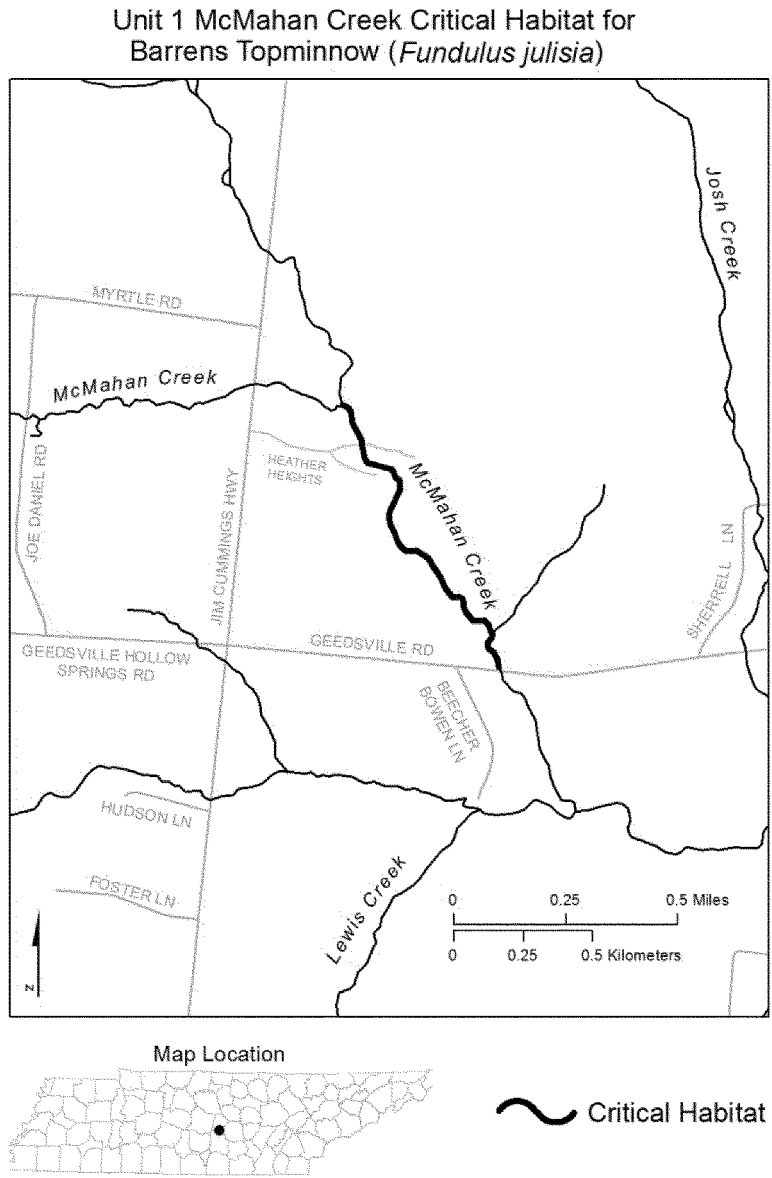 Unit 1 McMahan Creek Critical Habitat for
Barrens Topminnow (Fundulus julisia)
Josh Creek
MYRTLE RD
McMahan Creek
HEATHER
HEIGHTS
McMahan Creek
JOE DANIEL RD
JIM CUMMINGS HWY
SHERRELL LN
GEEDSVILLE RD
GEEDSVILLE HOLLOW
SPRINGS RD
BEECHER
BOWEN LN
HUDSON LN
FOSTER LN
Lewis Creek
0 0.25 0.5 Miles
0 0.25 0.5 Kilometers
N
Map Location
Critical Habitat